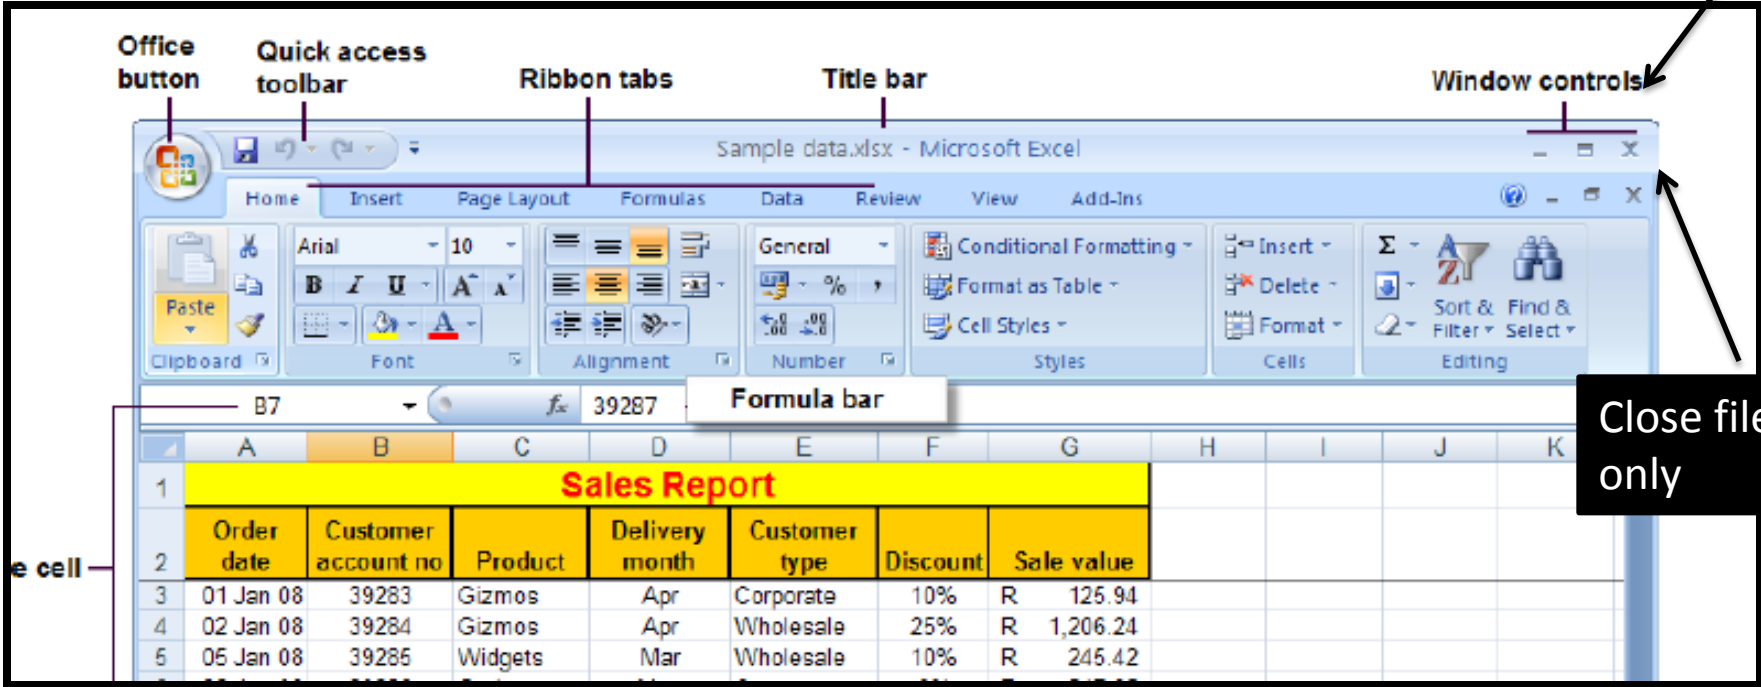 Office button
Quick access toolbar
Ribbon tabs
Title bar
Window controls
Sample data.xlsx - Microsoft Excel
Home Insert Page Layout Formulas Data Review View Add-Ins
Arial 10 General Conditional Formatting Insert Σ
B I U A A % , Format as Table Delete
Paste A Cell Styles Format Sort & Filter Find & Select
Clipboard Font Alignment Number Styles Cells Editing
B7 fx 39287 Formula bar
Close file only
A B C D E F G H I J K
1 Sales Report
2 Order date Customer account no Product Delivery month Customer type Discount Sale value
e cell
3 01 Jan 08 39283 Gizmos Apr Corporate 10% R 125.94
4 02 Jan 08 39284 Gizmos Apr Wholesale 25% R 1,206.24
5 05 Jan 08 39285 Widgets Mar Wholesale 10% R 245.42